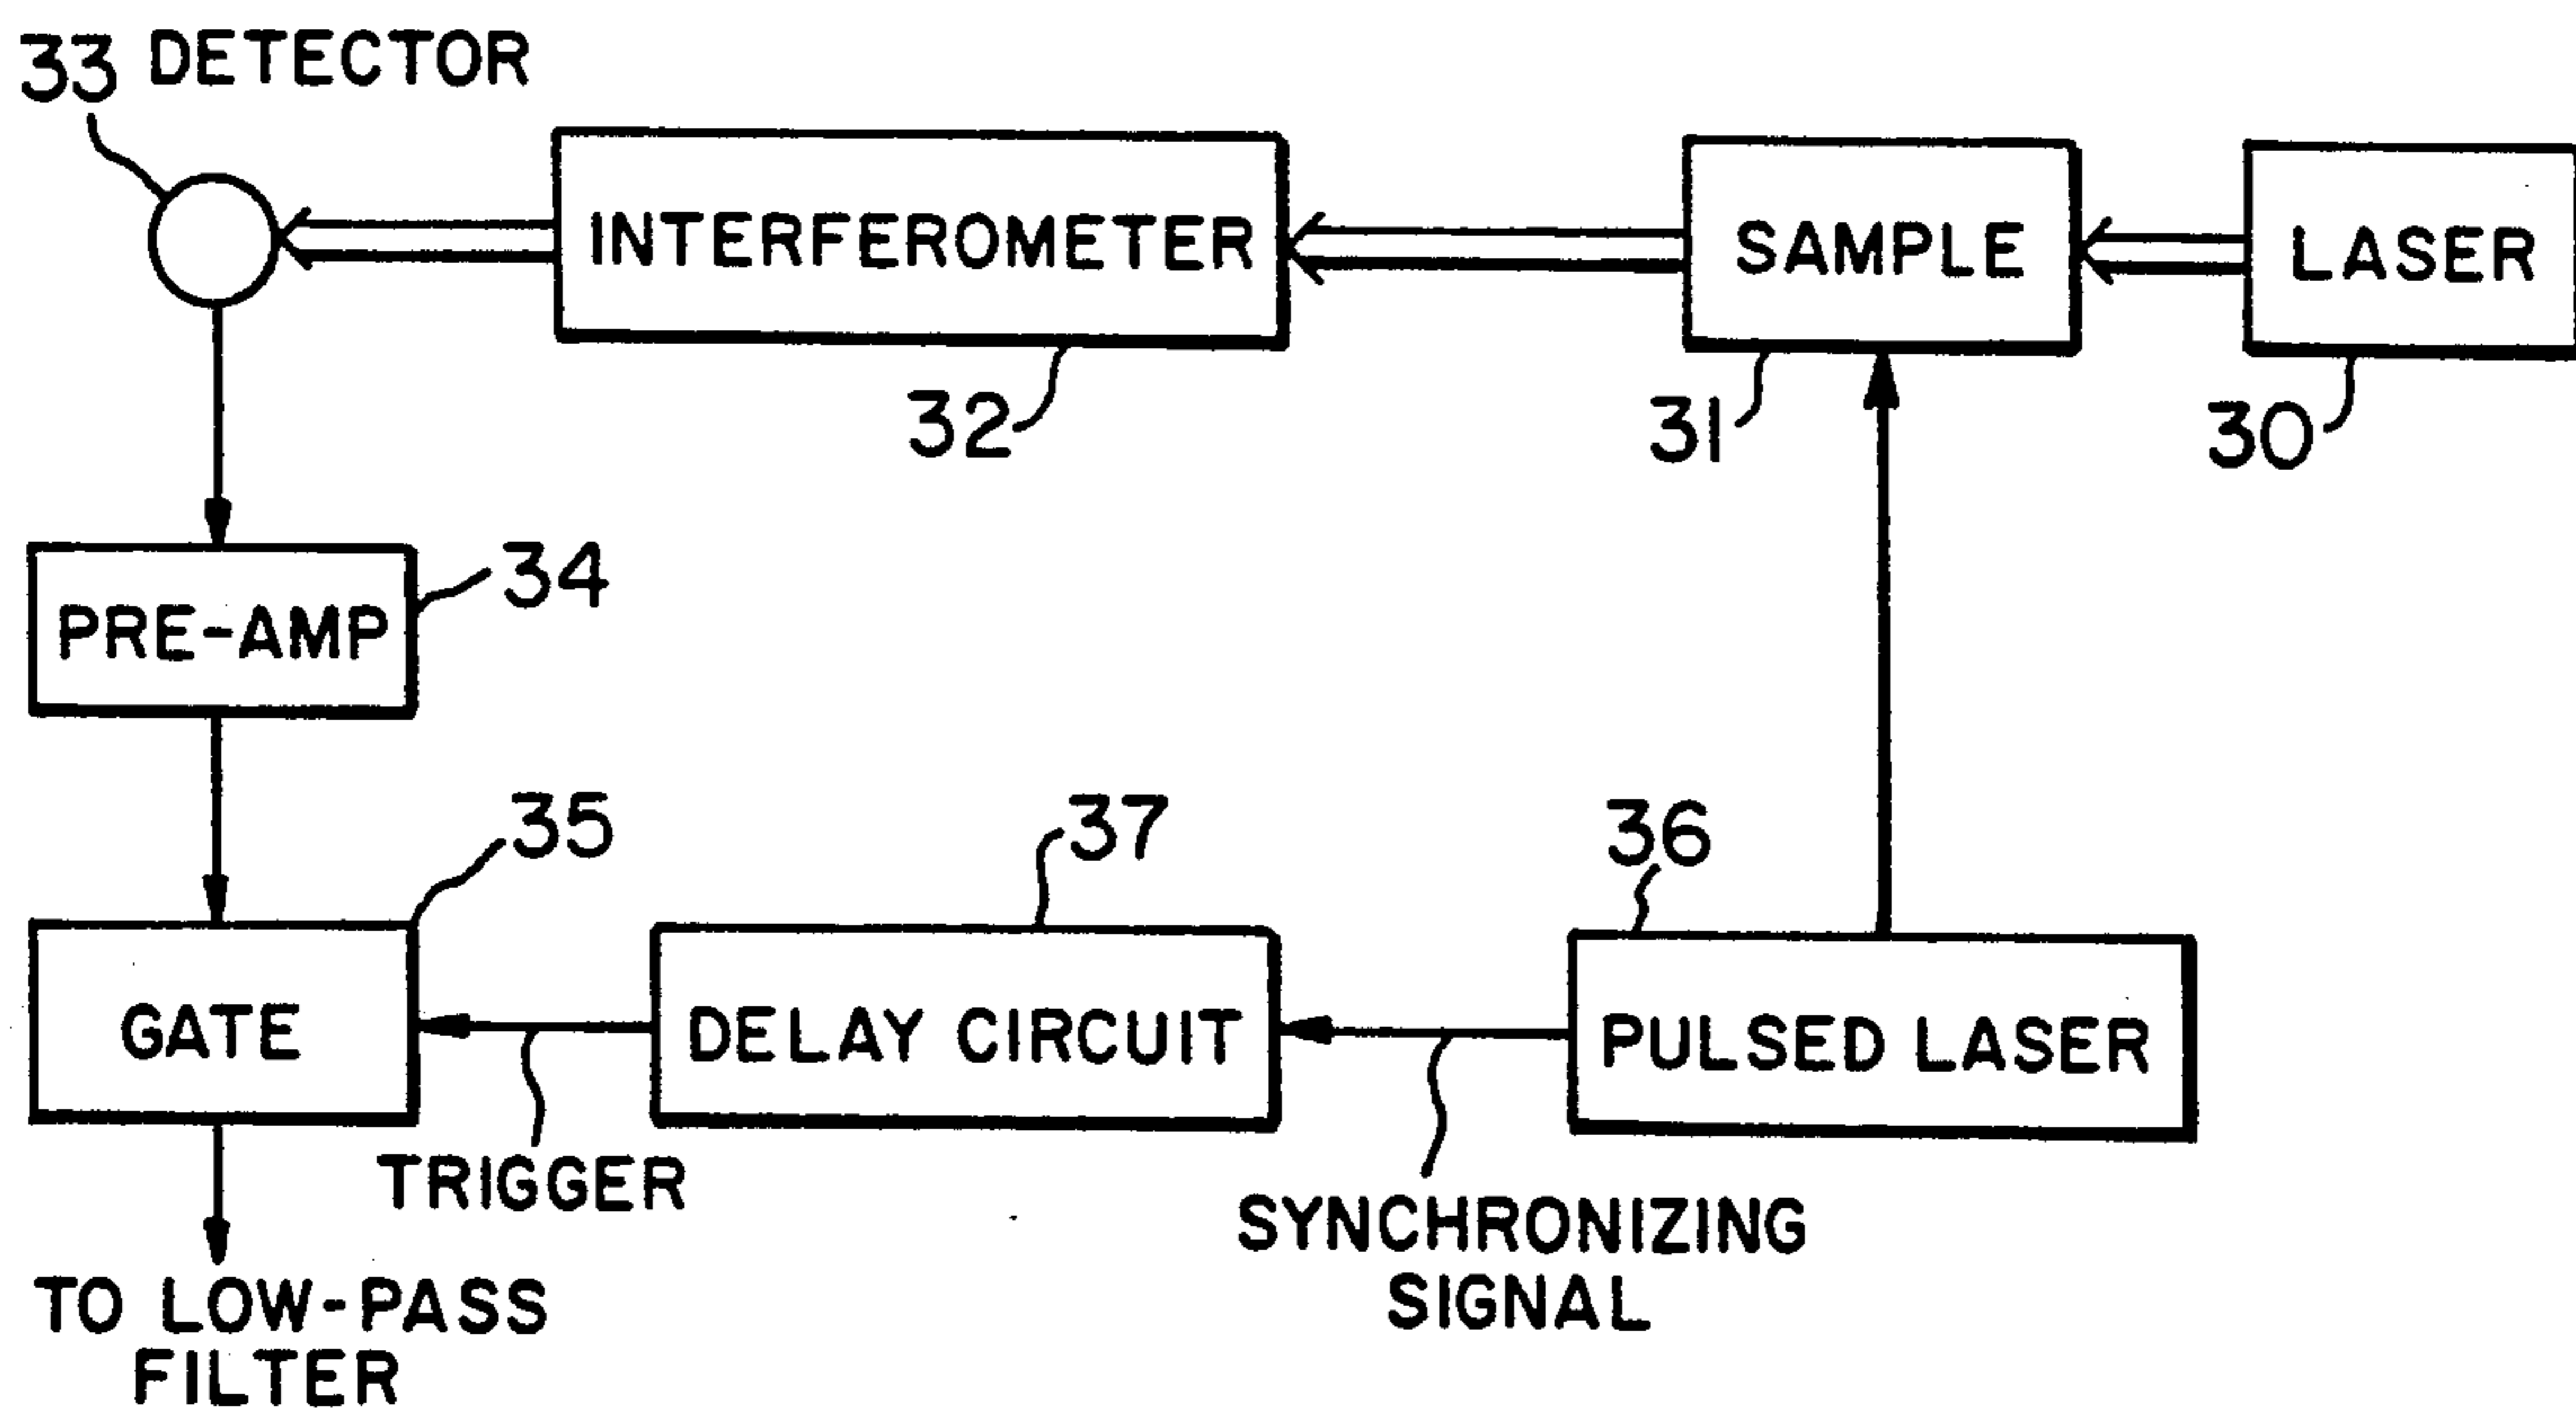 33 DETECTOR
INTERFEROMETER
SAMPLE
LASER
32
31
30
PRE-AMP
34
35
37
36
GATE
DELAY CIRCUIT
PULSED LASER
TRIGGER
SYNCHRONIZING
SIGNAL
TO LOW-PASS
FILTER